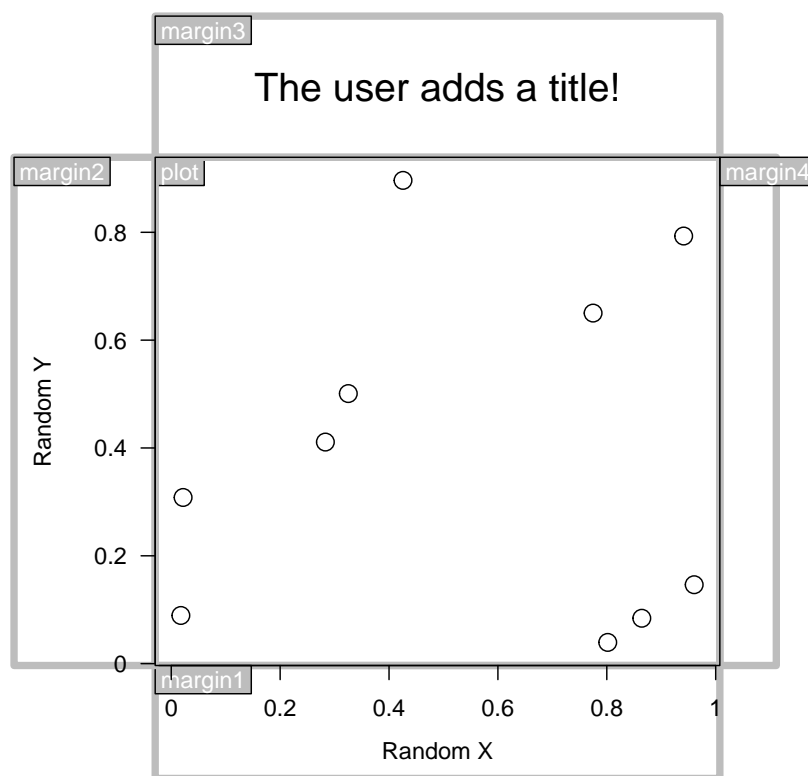 margin3
The user adds a title!
margin2
plot
margin4
0.8
0.6
Random Y
0.4
0.2
0
margin1
0 0.2 0.4 0.6 0.8 1
Random X